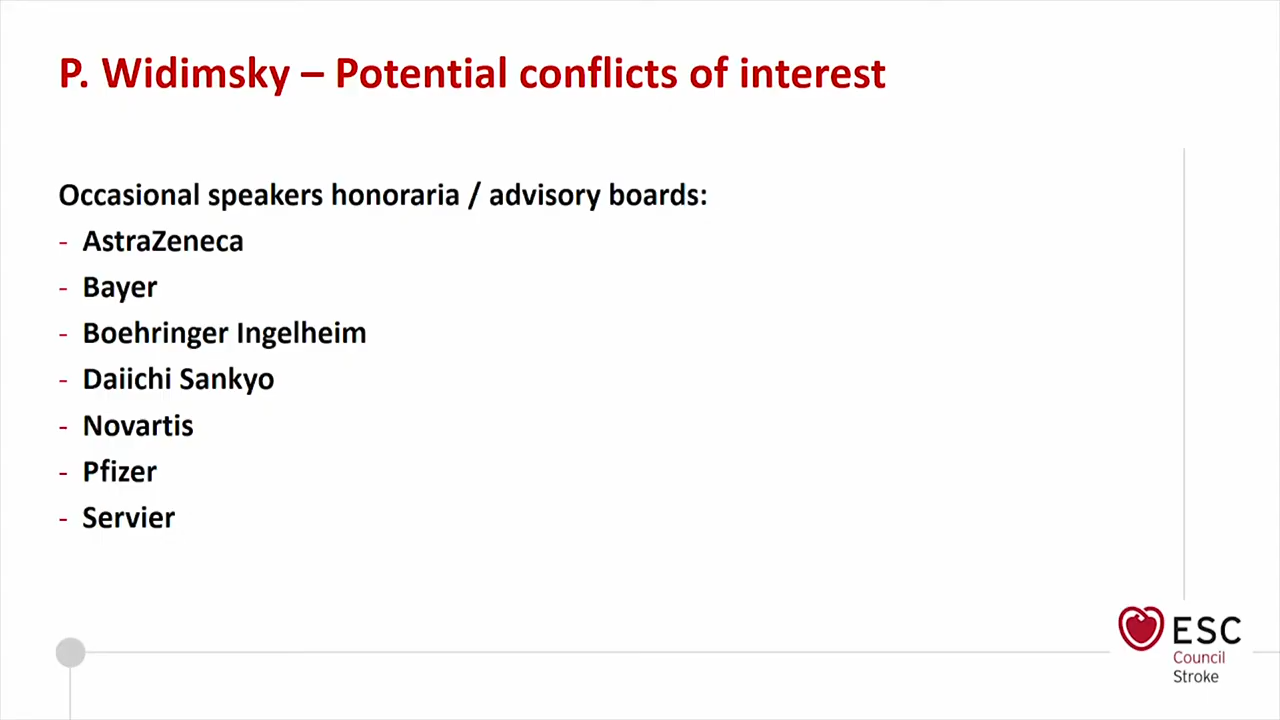 P. Widimsky – Potential conflicts of interest
Occasional speakers honoraria / advisory boards:
- AstraZeneca
- Bayer
- Boehringer Ingelheim
- Daiichi Sankyo
- Novartis
- Pfizer
- Servier
ESC
Council
Stroke